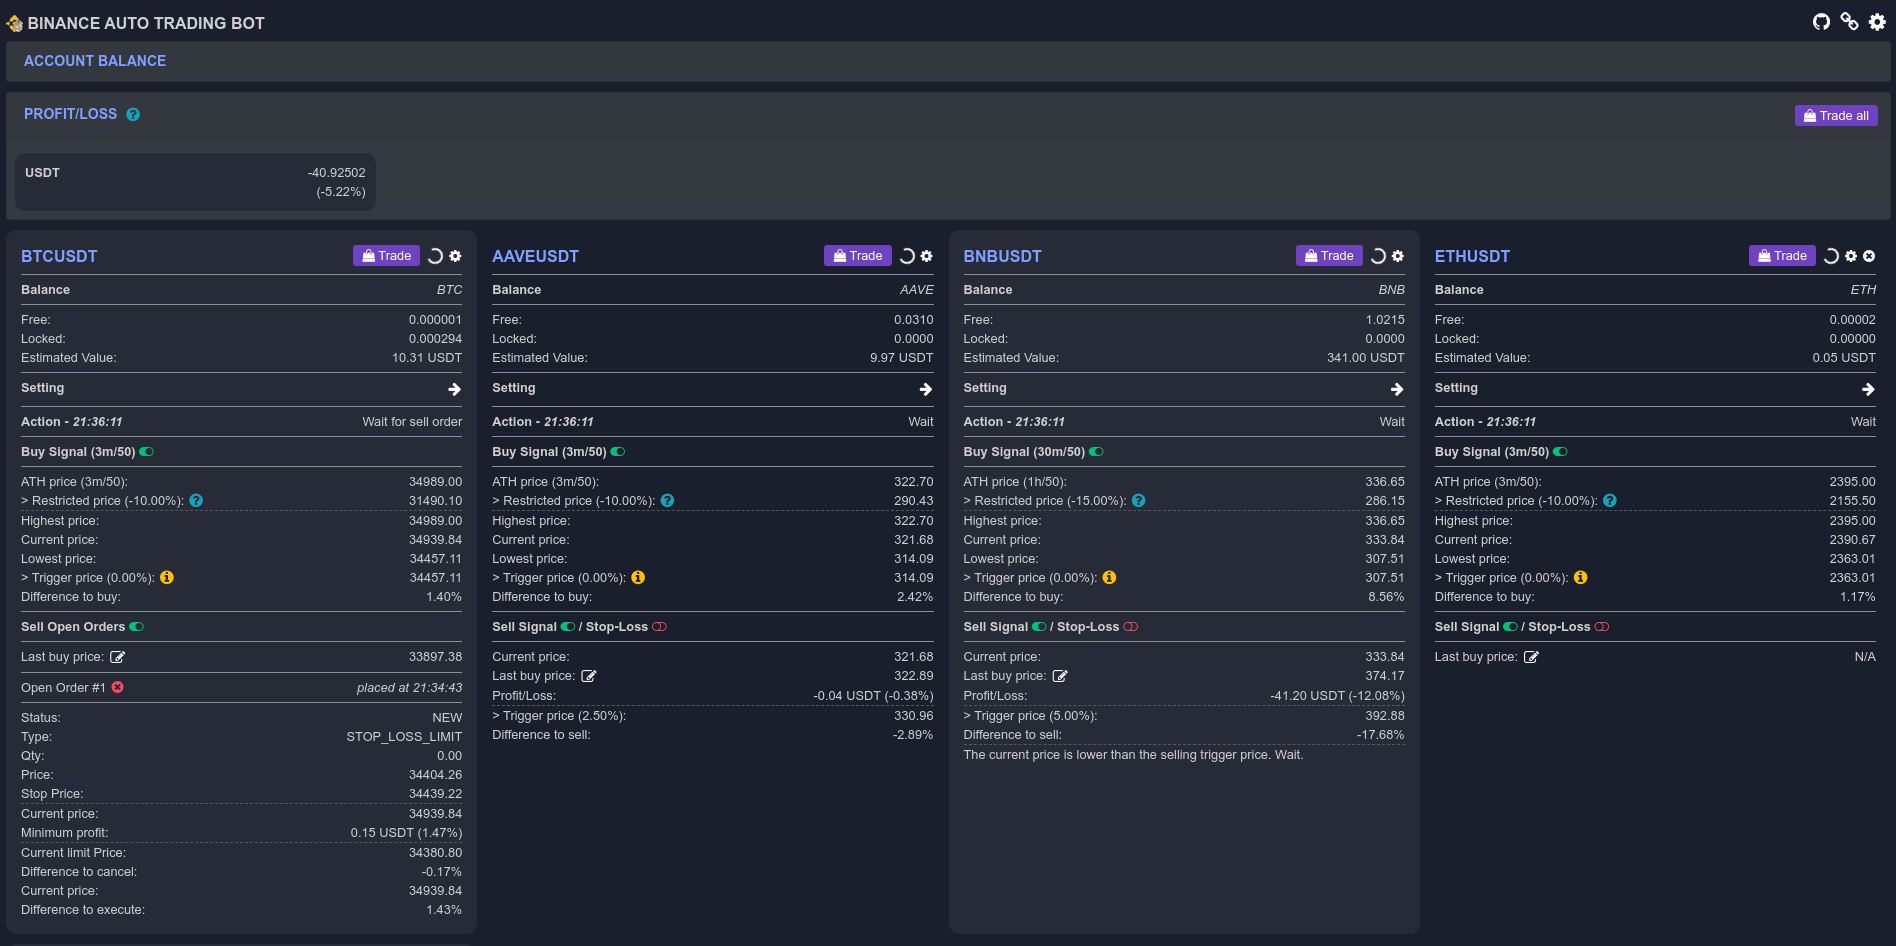 BINANCE AUTO TRADING BOT
ACCOUNT BALANCE
PROFIT/LOSS
Trade all
USDT -40.92502
(-5.22%)
BTCUSDT Trade
Balance BTC
Free: 0.000001
Locked: 0.000294
Estimated Value: 10.31 USDT
Setting
Action - 21:36:11 Wait for sell order
Buy Signal (3m/50)
ATH price (3m/50): 34989.00
> Restricted price (-10.00%): 31490.10
Highest price: 34989.00
Current price: 34939.84
Lowest price: 34457.11
> Trigger price (0.00%): 34457.11
Difference to buy: 1.40%
Sell Open Orders
Last buy price: 33897.38
Open Order #1 placed at 21:34:43
Status: NEW
Type: STOP_LOSS_LIMIT
Qty: 0.00
Price: 34404.26
Stop Price: 34439.22
Current price: 34939.84
Minimum profit: 0.15 USDT (1.47%)
Current limit Price: 34380.80
Difference to cancel: -0.17%
Current price: 34939.84
Difference to execute: 1.43%
AAVEUSDT Trade
Balance AAVE
Free: 0.0310
Locked: 0.0000
Estimated Value: 9.97 USDT
Setting
Action - 21:36:11 Wait
Buy Signal (3m/50)
ATH price (3m/50): 322.70
> Restricted price (-10.00%): 290.43
Highest price: 322.70
Current price: 321.68
Lowest price: 314.09
> Trigger price (0.00%): 314.09
Difference to buy: 2.42%
Sell Signal / Stop-Loss
Current price: 321.68
Last buy price: 322.89
Profit/Loss: -0.04 USDT (-0.38%)
> Trigger price (2.50%): 330.96
Difference to sell: -2.89%
BNBUSDT Trade
Balance BNB
Free: 1.0215
Locked: 0.0000
Estimated Value: 341.00 USDT
Setting
Action - 21:36:11 Wait
Buy Signal (30m/50)
ATH price (1h/50): 336.65
> Restricted price (-15.00%): 286.15
Highest price: 336.65
Current price: 333.84
Lowest price: 307.51
> Trigger price (0.00%): 307.51
Difference to buy: 8.56%
Sell Signal / Stop-Loss
Current price: 333.84
Last buy price: 374.17
Profit/Loss: -41.20 USDT (-12.08%)
> Trigger price (5.00%): 392.88
Difference to sell: -17.68%
The current price is lower than the selling trigger price. Wait.
ETHUSDT Trade
Balance ETH
Free: 0.00002
Locked: 0.00000
Estimated Value: 0.05 USDT
Setting
Action - 21:36:11 Wait
Buy Signal (3m/50)
ATH price (3m/50): 2395.00
> Restricted price (-10.00%): 2155.50
Highest price: 2395.00
Current price: 2390.67
Lowest price: 2363.01
> Trigger price (0.00%): 2363.01
Difference to buy: 1.17%
Sell Signal / Stop-Loss
Last buy price: N/A